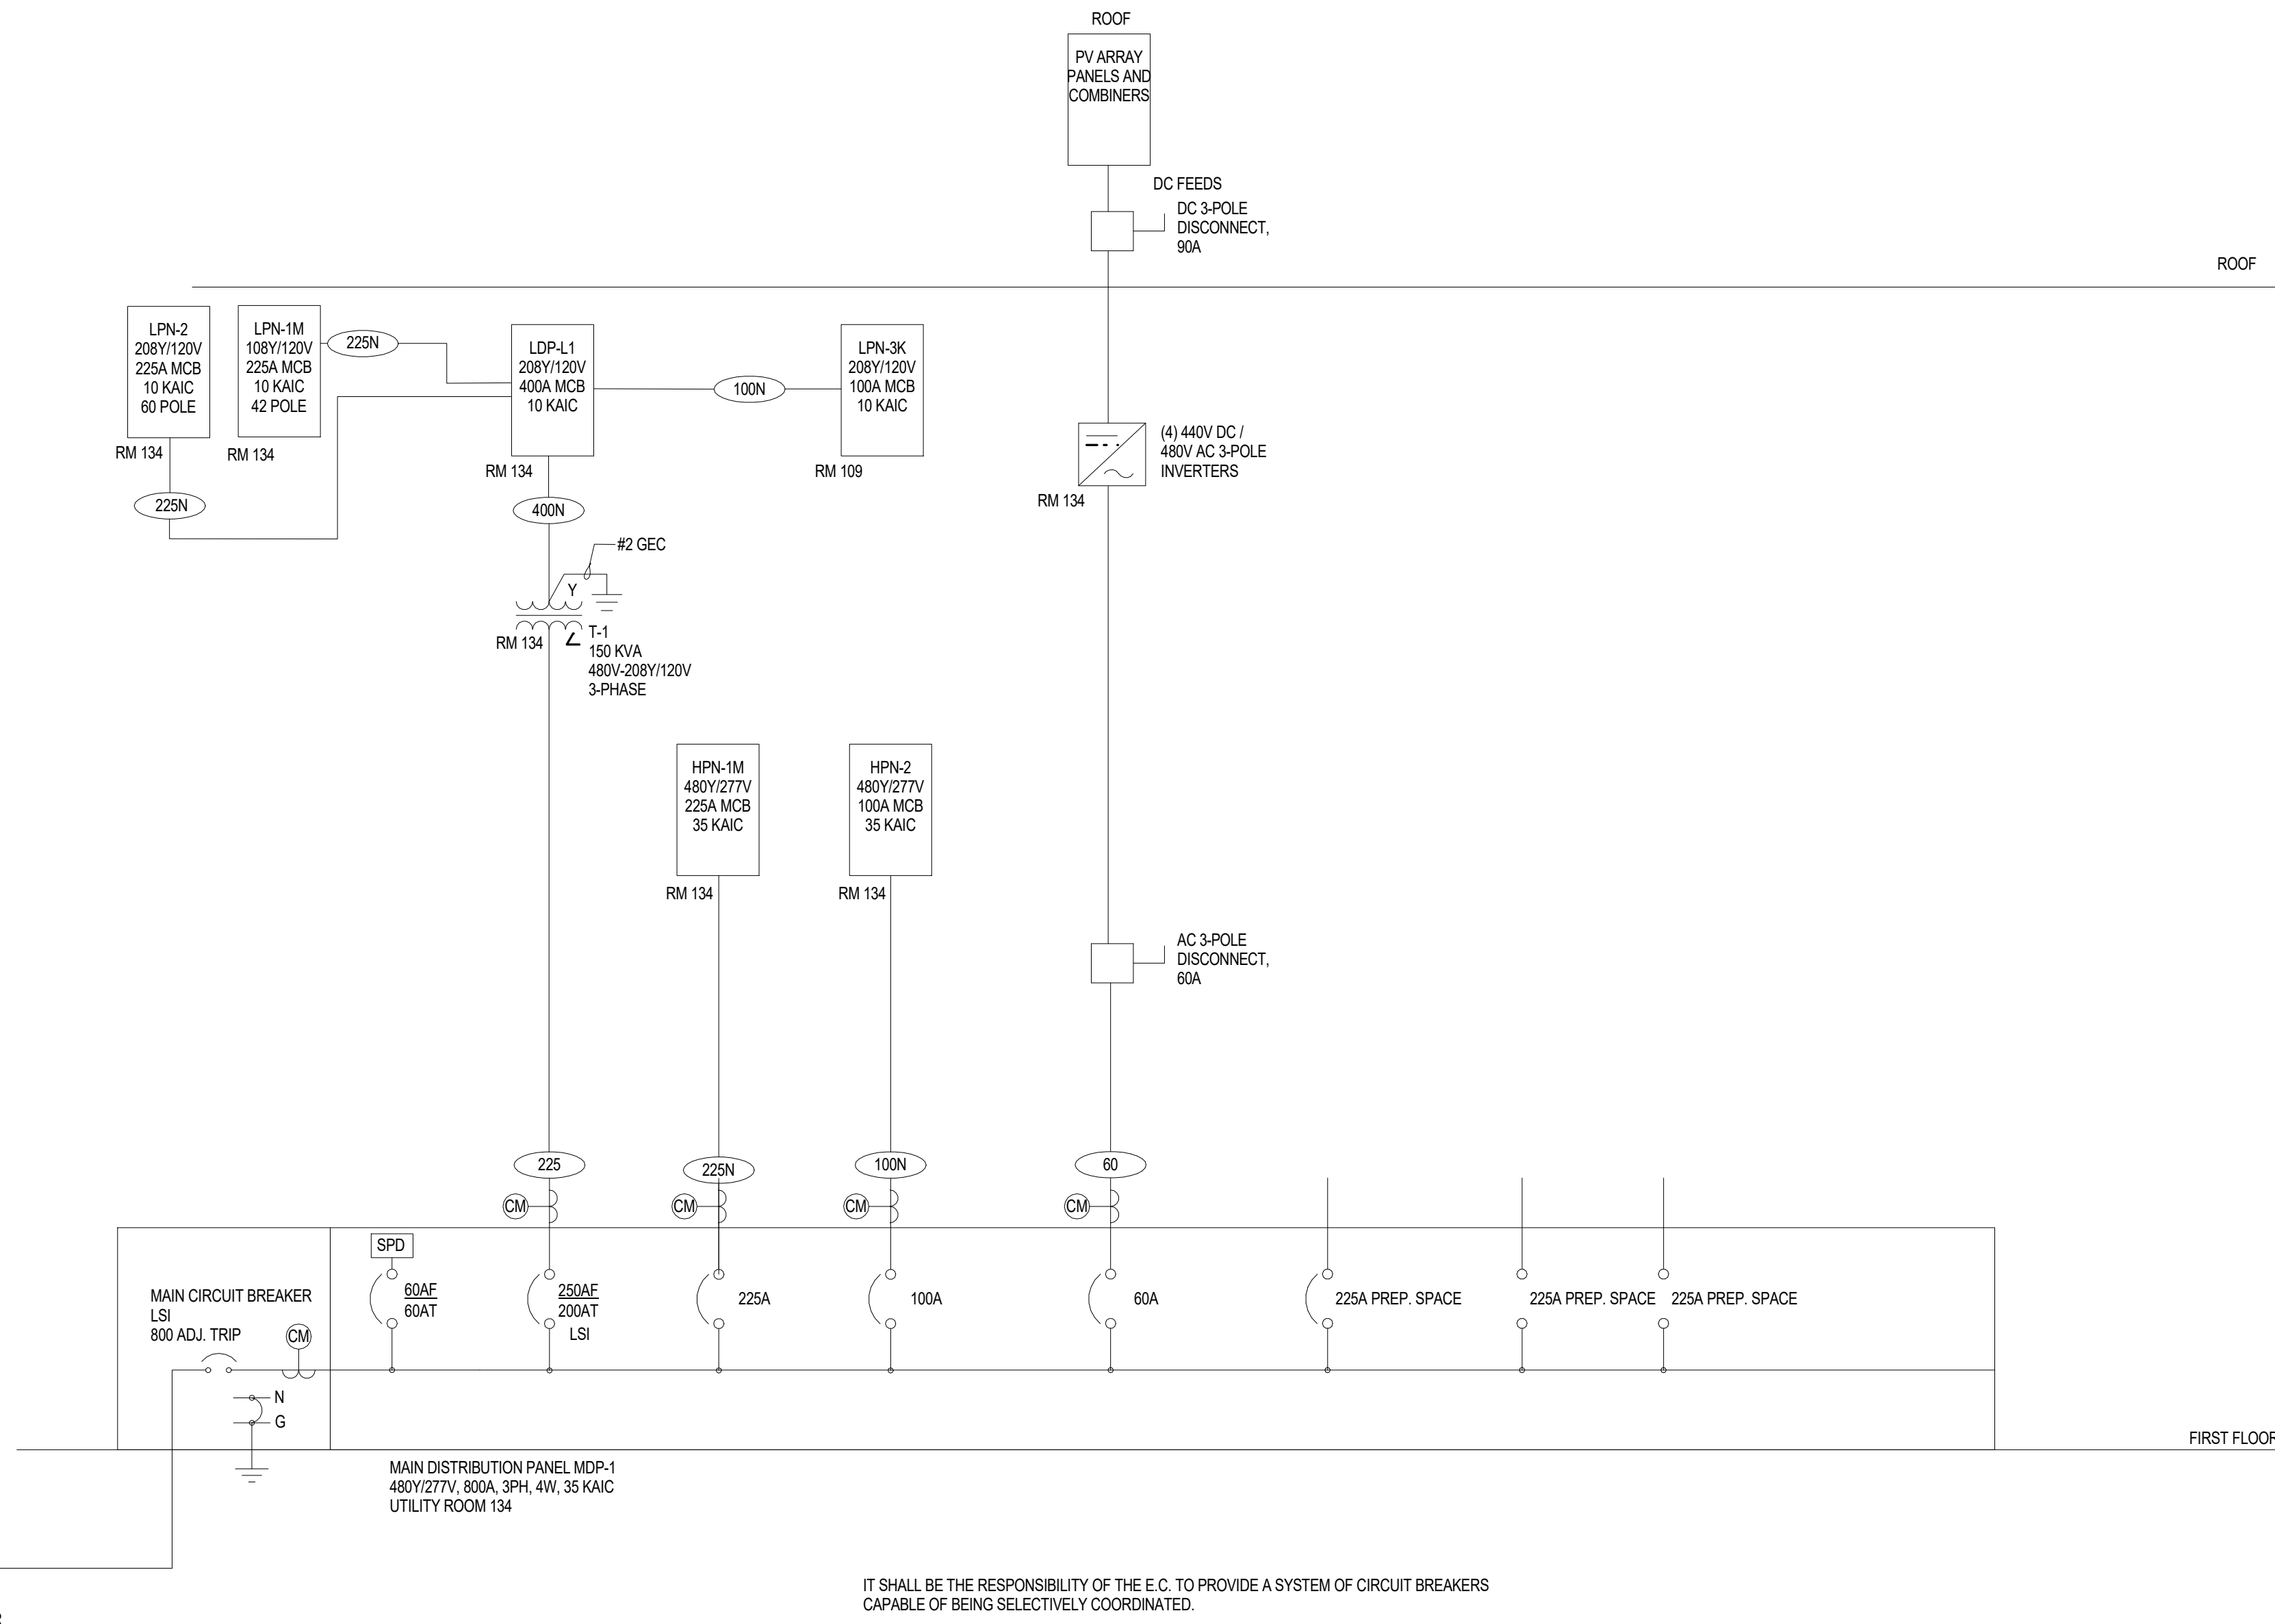 ROOF
PV ARRAY
PANELS AND
COMBINERS
DC FEEDS
DC 3-POLE
DISCONNECT,
90A
ROOF
LPN-2
208Y/120V
225A MCB
10 KAIC
60 POLE
RM 134
225N
LPN-1M
108Y/120V
225A MCB
10 KAIC
42 POLE
RM 134
225N
LDP-L1
208Y/120V
400A MCB
10 KAIC
RM 134
100N
LPN-3K
208Y/120V
100A MCB
10 KAIC
RM 109
(4) 440V DC /
480V AC 3-POLE
INVERTERS
RM 134
400N
#2 GEC
Y
RM 134
T-1
150 KVA
480V-208Y/120V
3-PHASE
HPN-1M
480Y/277V
225A MCB
35 KAIC
RM 134
HPN-2
480Y/277V
100A MCB
35 KAIC
RM 134
AC 3-POLE
DISCONNECT,
60A
225
225N
100N
60
CM
CM
CM
CM
SPD
MAIN CIRCUIT BREAKER
LSI
800 ADJ. TRIP
CM
60AF
60AT
250AF
200AT
LSI
225A
100A
60A
225A PREP. SPACE
225A PREP. SPACE
225A PREP. SPACE
N
G
FIRST FLOOR
MAIN DISTRIBUTION PANEL MDP-1
480Y/277V, 800A, 3PH, 4W, 35 KAIC
UTILITY ROOM 134
IT SHALL BE THE RESPONSIBILITY OF THE E.C. TO PROVIDE A SYSTEM OF CIRCUIT BREAKERS
CAPABLE OF BEING SELECTIVELY COORDINATED.